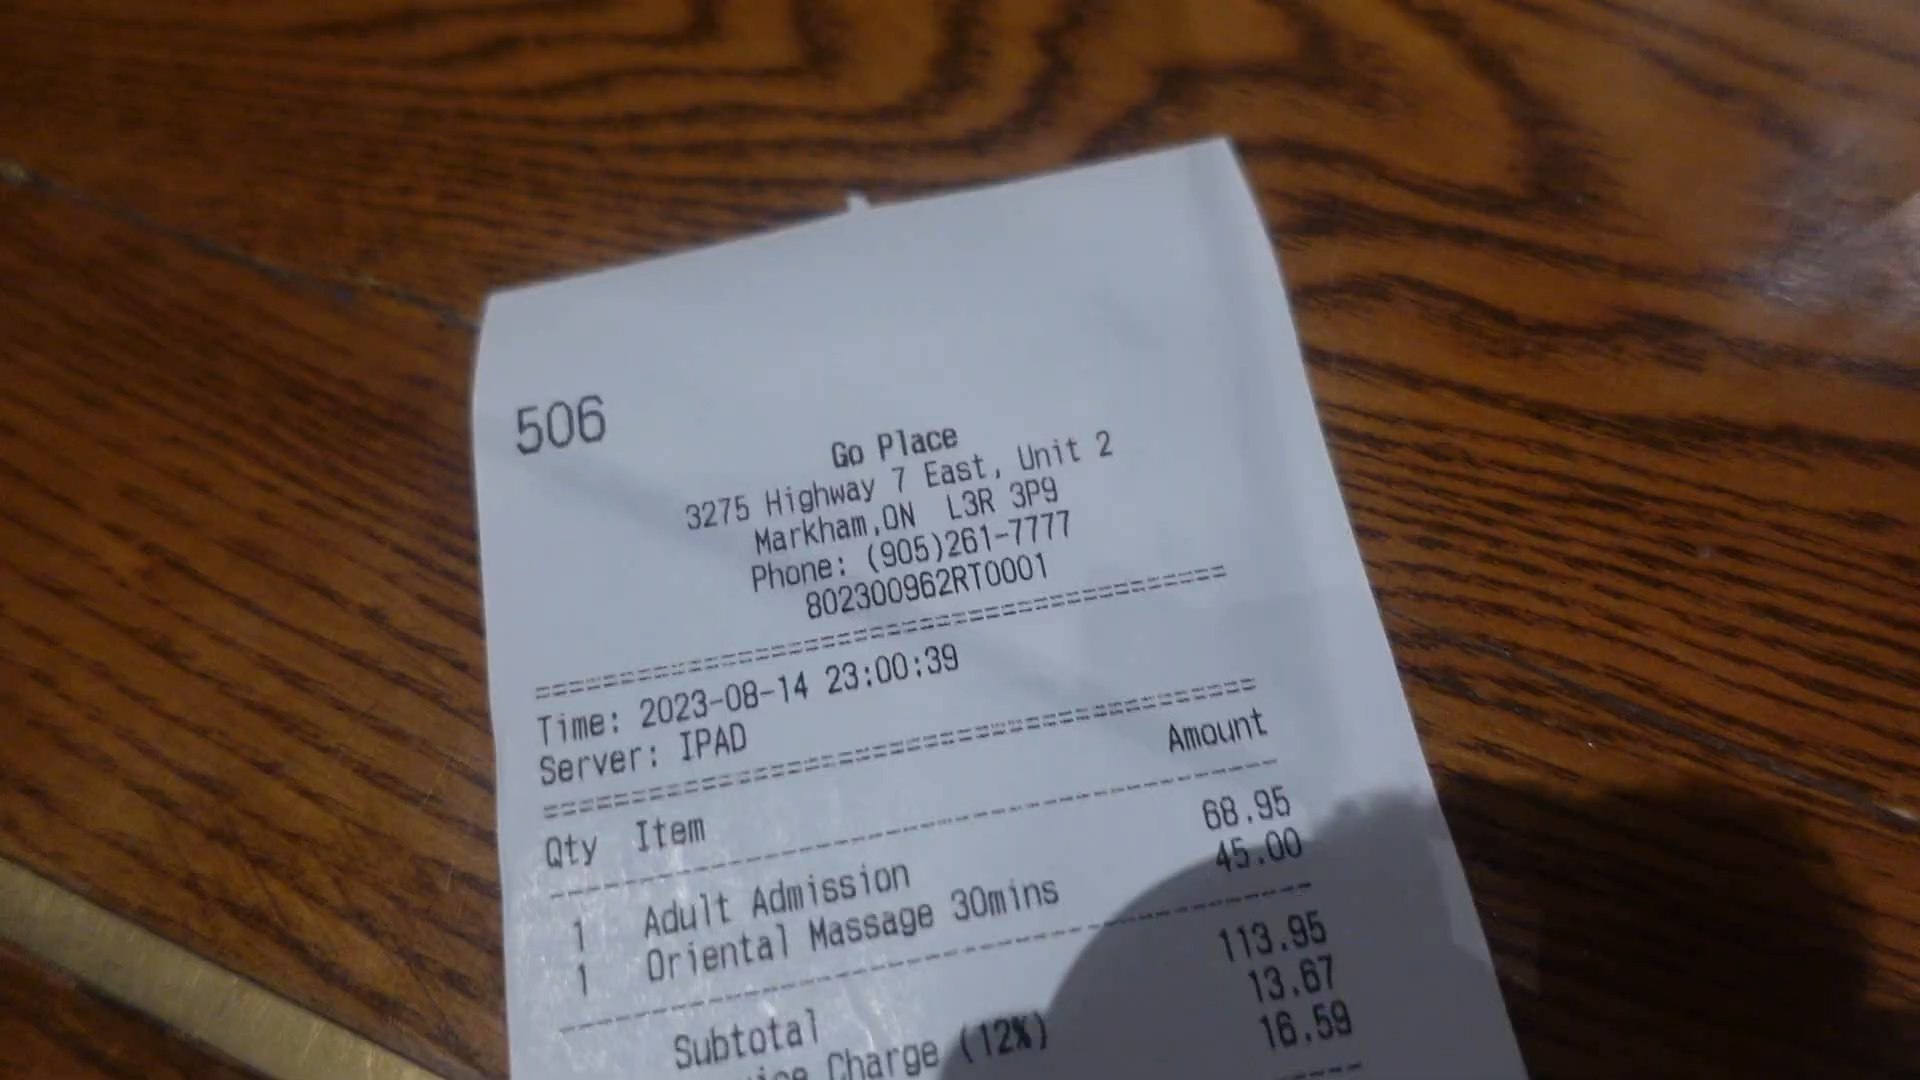 506
Go Place
3275 Highway 7 East, Unit 2
Markham,ON L3R 3P9
Phone: (905)261-7777
802300962RT0001
Time: 2023-08-14 23:00:39
Server: IPAD
Qty Item Amount
1 Adult Admission 68.95
1 Oriental Massage 30mins 45.00
Subtotal 113.95
Charge (12%) 13.67
16.59